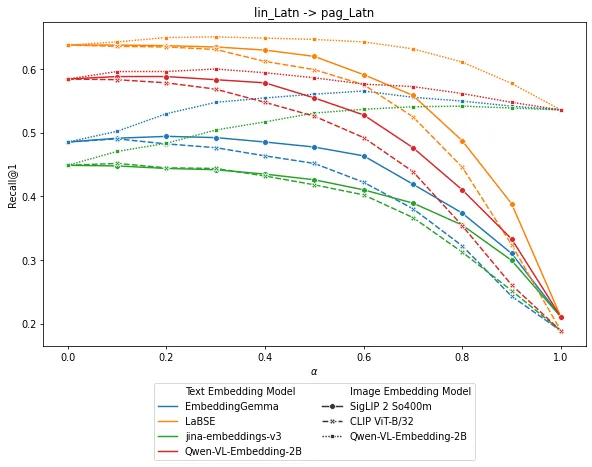 lin_Latn -> pag_Latn
Recall@1
0.6
0.5
0.4
0.3
0.2
0.0 0.2 0.4 0.6 0.8 1.0
α
Text Embedding Model Image Embedding Model
EmbeddingGemma SigLIP 2 So400m
LaBSE CLIP ViT-B/32
jina-embeddings-v3 Qwen-VL-Embedding-2B
Qwen-VL-Embedding-2B